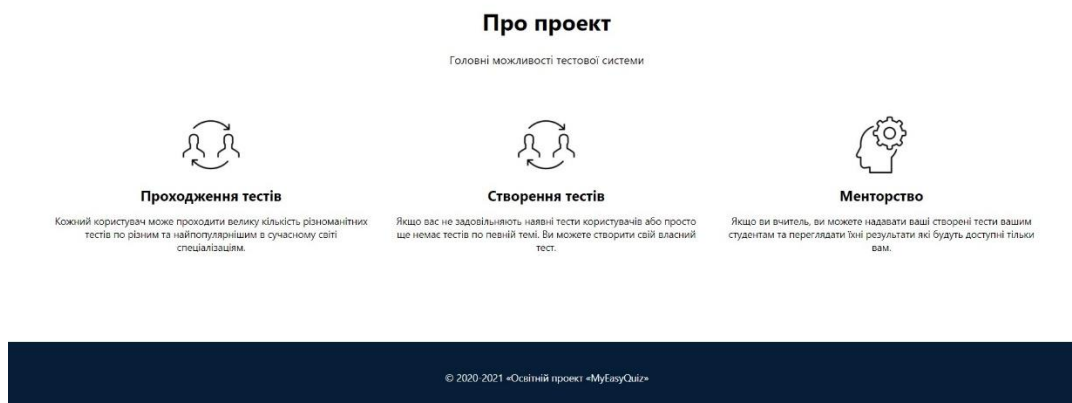 Про проект
Головні можливості тестової системи
Проходження тестів
Кожний користувач може проходити велику кількість різноманітних
тестів по різним та найпопулярнішим в сучасному світі
спеціалізаціям.
Створення тестів
Якщо вас не задовільняють наявні тести користувачів або просто
ще немає тестів по певній темі. Ви можете створити свій власний
тест.
Менторство
Якщо ви вчитель, ви можете надавати ваші створені тести вашим
студентам та переглядати їхні результати які будуть доступні тільки
вам.
© 2020-2021 «Освітній проект «MyEasyQuiz»